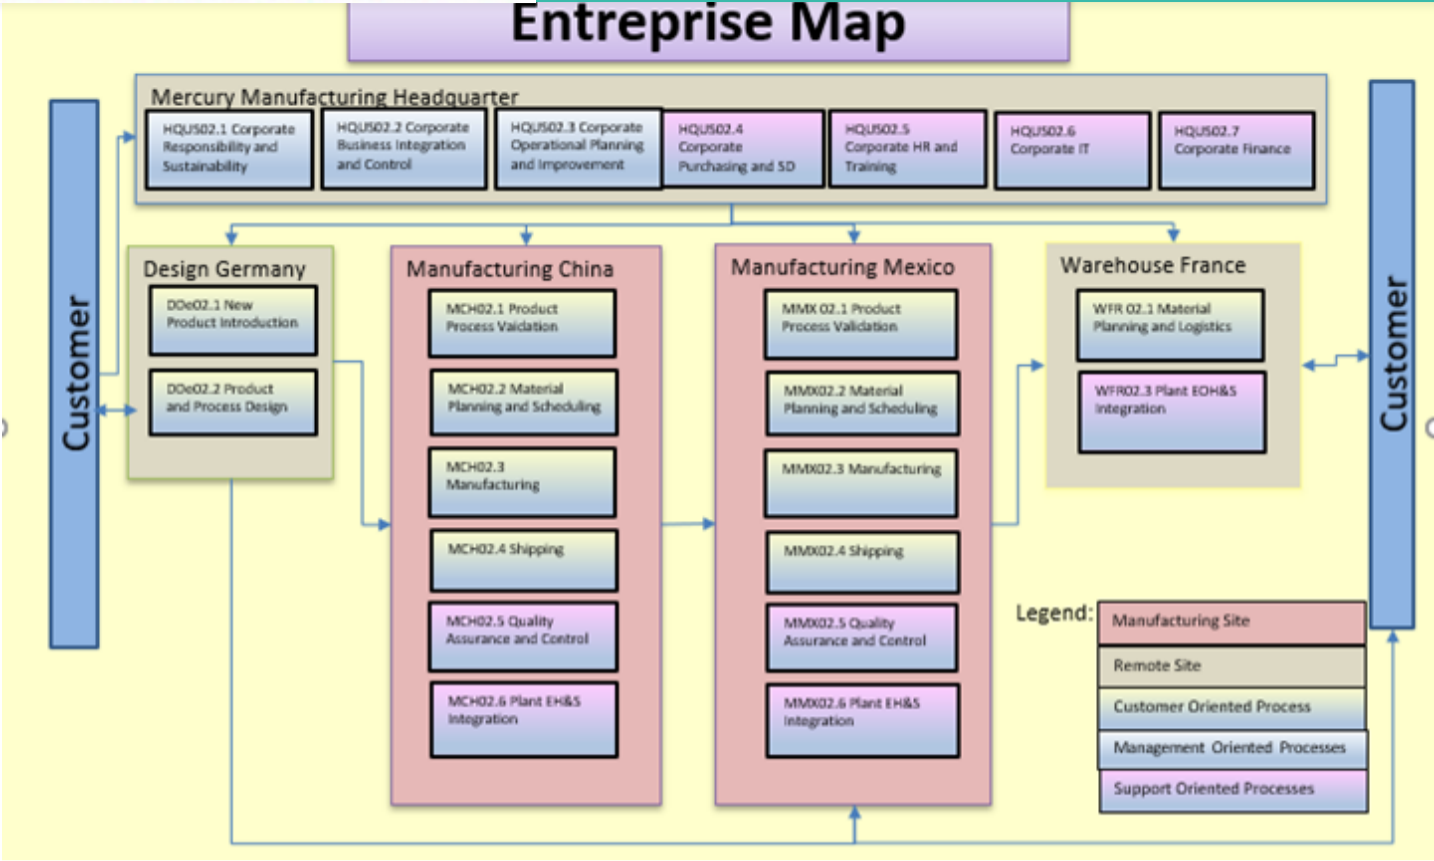 Entreprise Map
Mercury Manufacturing Headquarter
HQUS02.1 Corporate
Responsibility and
Sustainability
HQUS02.2 Corporate
Business Integration
and Control
HQUS02.3 Corporate
Operational Planning
and Improvement
HQUS02.4
Corporate
Purchasing and SD
HQUS02.5
Corporate HR and
Training
HQUS02.6
Corporate IT
HQUS02.7
Corporate Finance
Customer
Design Germany
DDe02.1 New
Product Introduction
DDe02.2 Product
and Process Design
Manufacturing China
MCH02.1 Product
Process Vaidation
MCH02.2 Material
Planning and Scheduling
MCH02.3
Manufacturing
MCH02.4 Shipping
MCH02.5 Quality
Assurance and Control
MCH02.6 Plant EH&S
Integration
Manufacturing Mexico
MMX 02.1 Product
Process Validation
MMX02.2 Material
Planning and Scheduling
MMX02.3 Manufacturing
MMX02.4 Shipping
MMX02.5 Quality
Assurance and Control
MMX02.6 Plant EH&S
Integration
Warehouse France
WFR 02.1 Material
Planning and Logistics
WFR02.3 Plant EOH&S
Integration
Customer
Legend:
Manufacturing Site
Remote Site
Customer Oriented Process
Management Oriented Processes
Support Oriented Processes